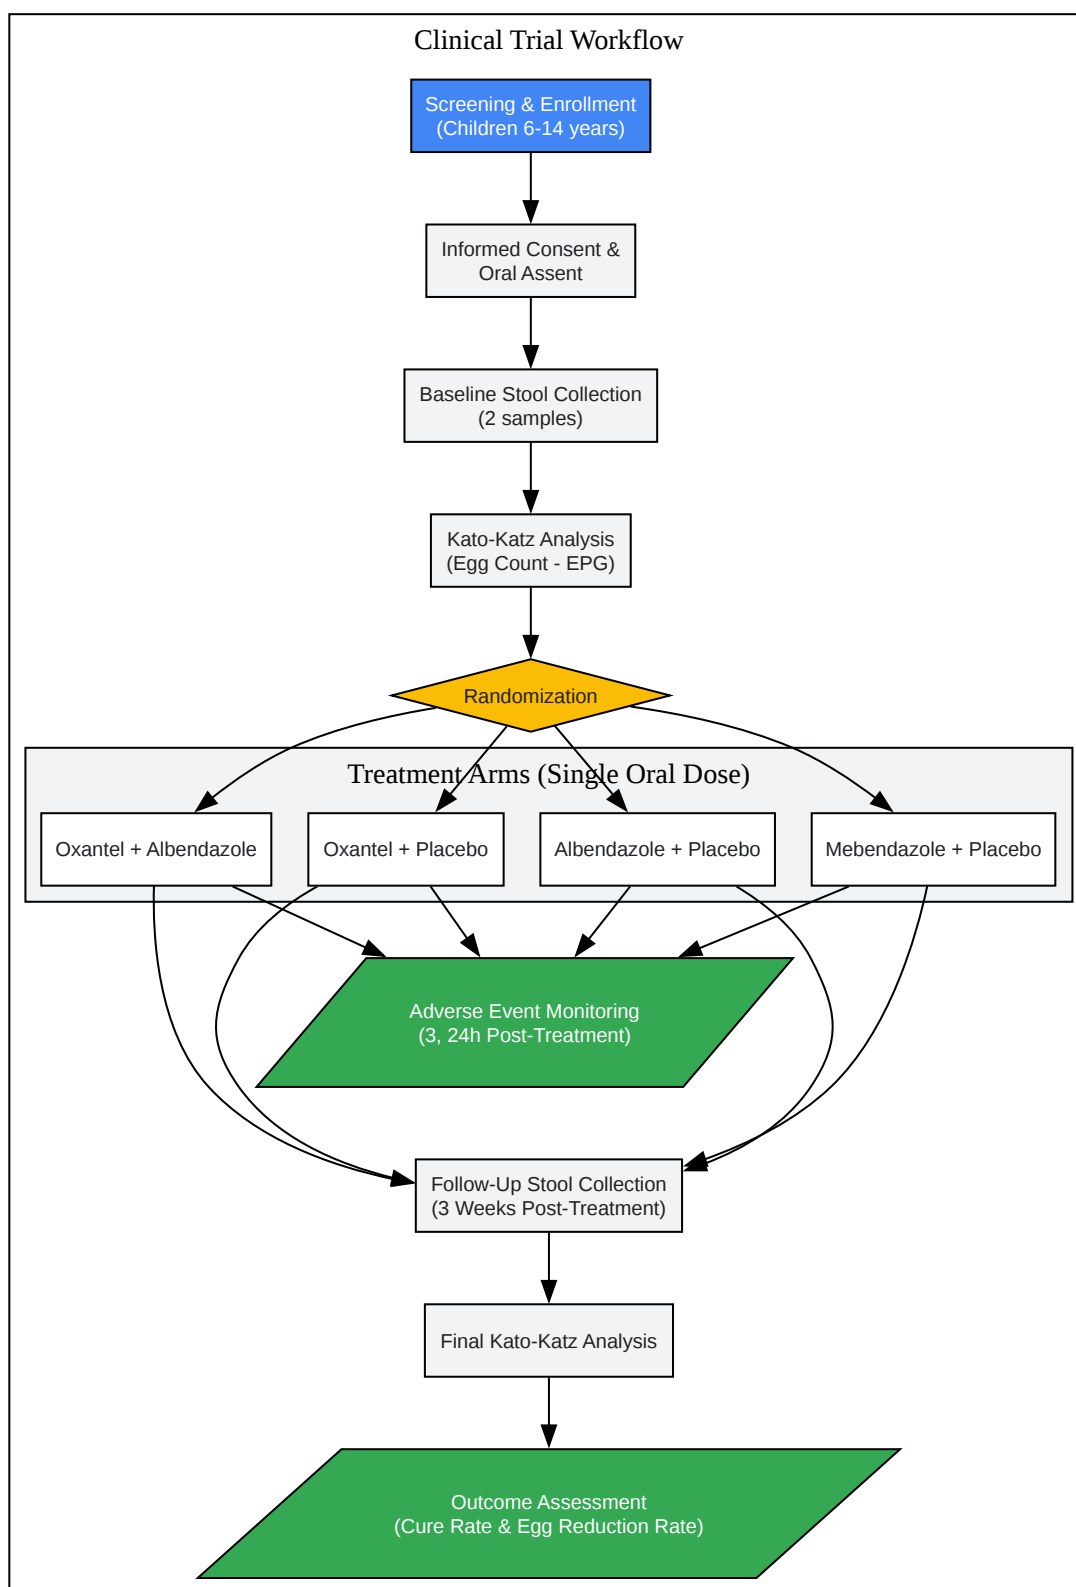 Clinical Trial Workflow
Screening & Enrollment
(Children 6-14 years)
Informed Consent &
Oral Assent
Baseline Stool Collection
(2 samples)
Kato-Katz Analysis
(Egg Count - EPG)
Randomization
Treatment Arms (Single Oral Dose)
Oxantel + Albendazole
Oxantel + Placebo
Albendazole + Placebo
Mebendazole + Placebo
Adverse Event Monitoring
(3, 24h Post-Treatment)
Follow-Up Stool Collection
(3 Weeks Post-Treatment)
Final Kato-Katz Analysis
Outcome Assessment
(Cure Rate & Egg Reduction Rate)